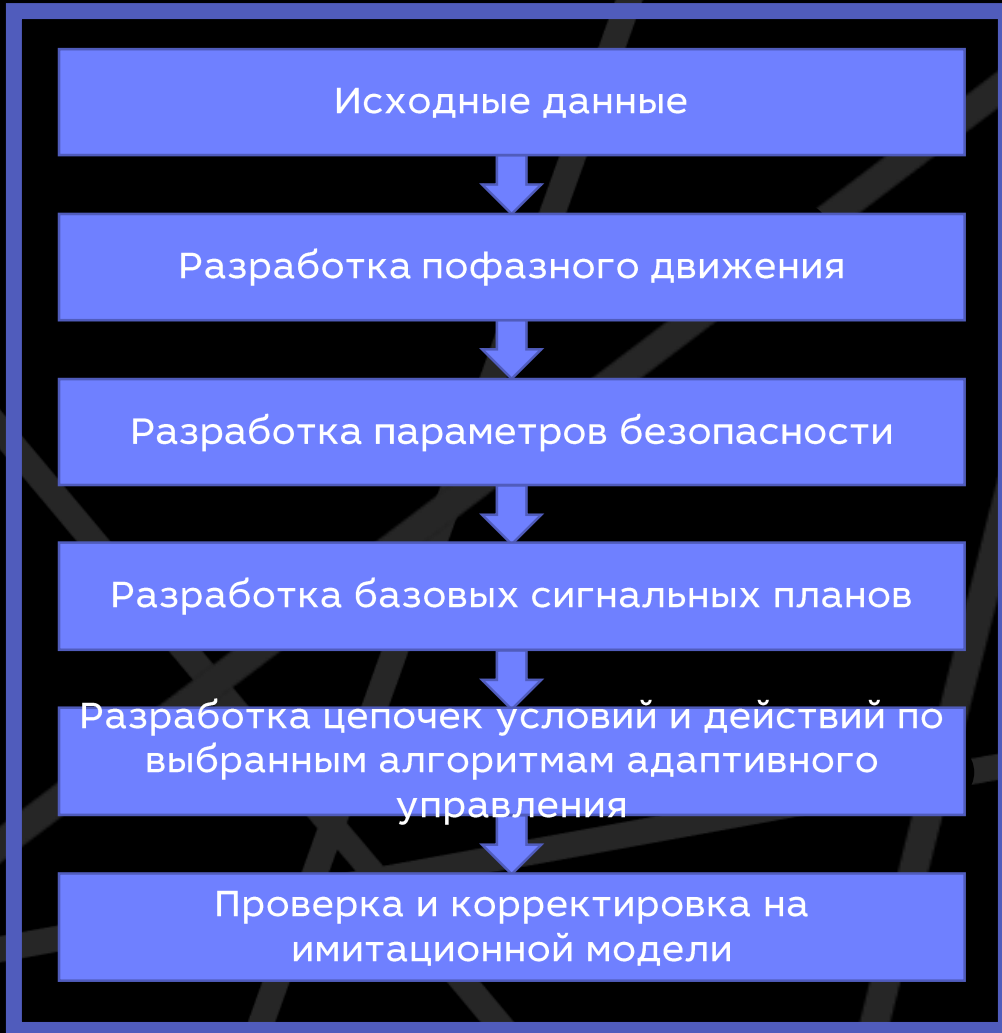 Исходные данные
Разработка пофазного движения
Разработка параметров безопасности
Разработка базовых сигнальных планов
Разработка цепочек условий и действий по
выбранным алгоритмам адаптивного
управления
Проверка и корректировка на
имитационной модели